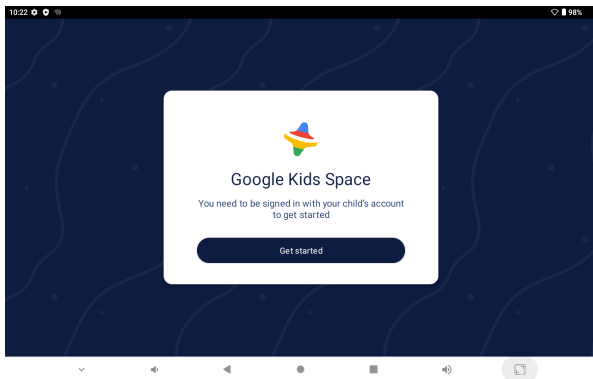 10:22
98%
Google Kids Space
You need to be signed in with your child's account
to get started
Get started